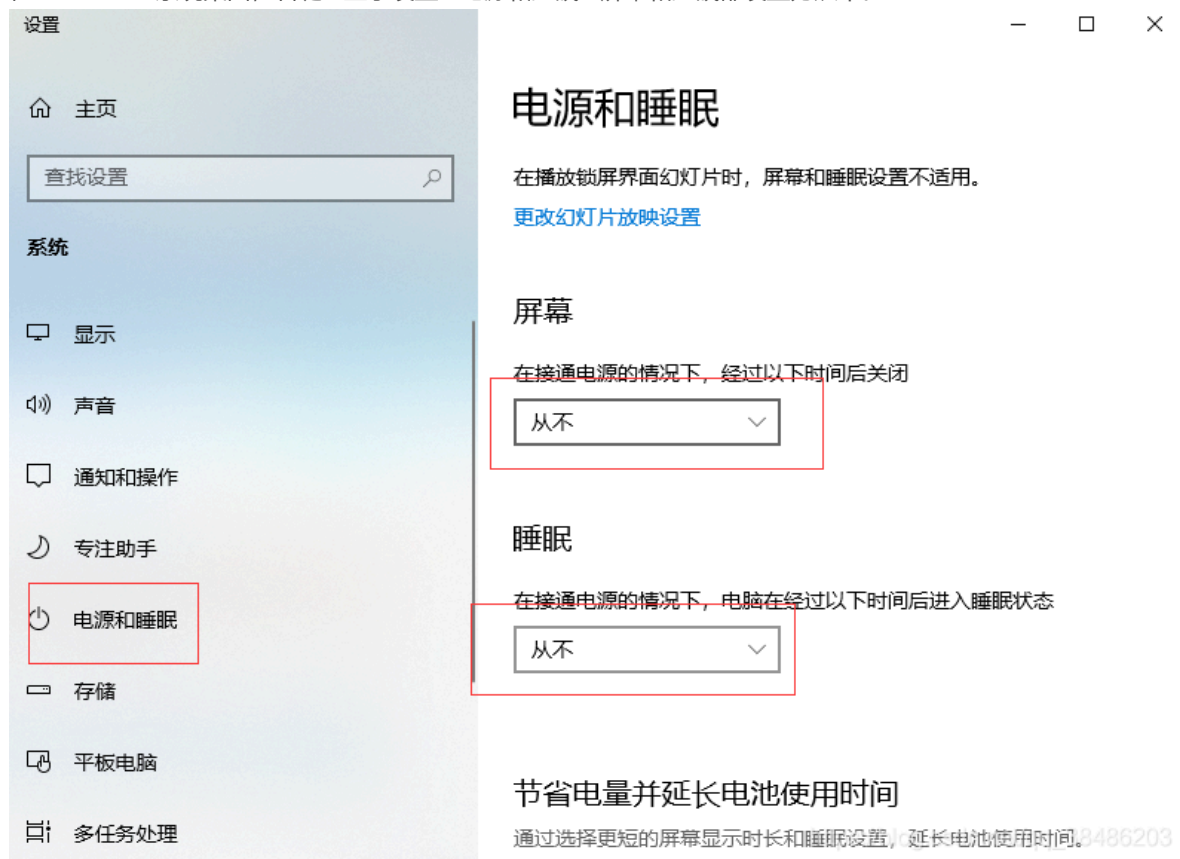 设置
主页
查找设置
系统
显示
声音
通知和操作
专注助手
电源和睡眠
存储
平板电脑
多任务处理
电源和睡眠
在播放锁屏界面幻灯片时，屏幕和睡眠设置不适用。
更改幻灯片放映设置
屏幕
在接通电源的情况下，经过以下时间后关闭
从不
睡眠
在接通电源的情况下，电脑在经过以下时间后进入睡眠状态
从不
节省电量并延长电池使用时间
通过选择更短的屏幕显示时长和睡眠设置，延长电池使用时间。